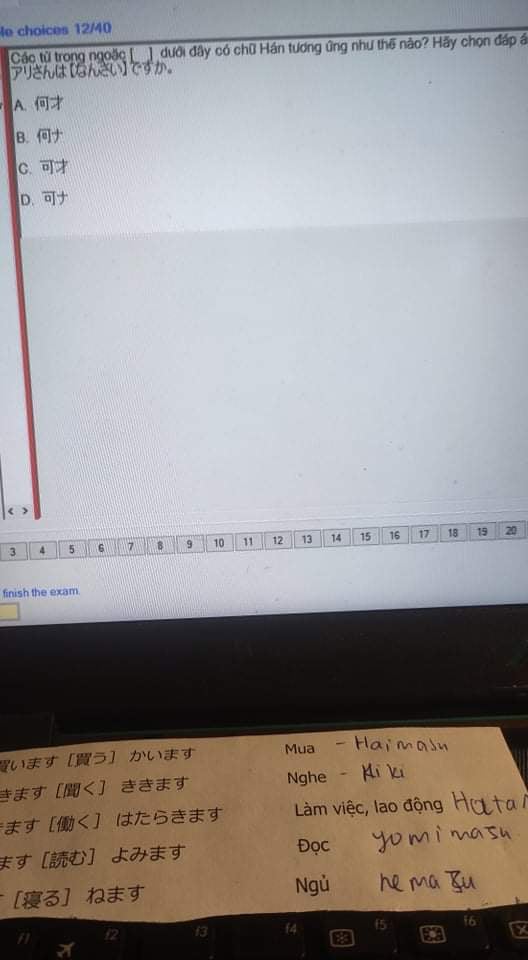 le choices 12/40
Các từ trong ngoặc [ ] dưới đây có chữ Hán tương ứng như thế nào? Hãy chọn đáp á
アリさんは【なんさい】ですか。
A. 何才
B. 何ナ
C. 可才
D. 可ナ
< >
3 4 5 6 7 8 9 10 11 12 13 14 15 16 17 18 19 20
finish the exam.
買います［買う］ かいます Mua - Haimasu
きます［聞く］ ききます Nghe - Kiki
ます［働く］ はたらきます Làm việc, lao động Hatar
ます［読む］ よみます Đọc yomimasu
［寝る］ ねます Ngủ nemasu
f1 f2 f3 f4 f5 f6